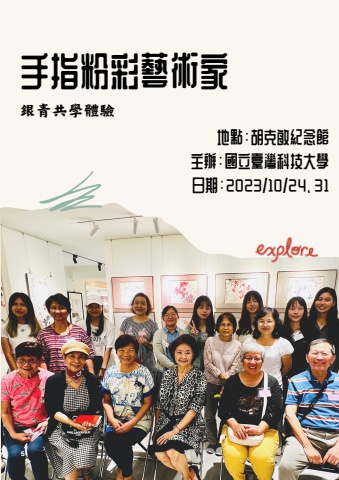 手指粉彩藝術家
銀青共學體驗
地點:胡克敏紀念館
主辦:國立臺灣科技大學
日期:2023/10/24、31
explore